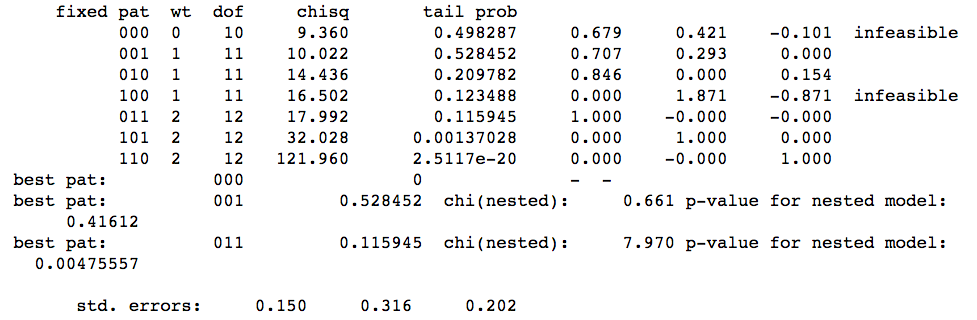 fixed pat wt dof chisq tail prob
000 0 10 9.360 0.498287 0.679 0.421 -0.101 infeasible
001 1 11 10.022 0.528452 0.707 0.293 0.000
010 1 11 14.436 0.209782 0.846 0.000 0.154
100 1 11 16.502 0.123488 0.000 1.871 -0.871 infeasible
011 2 12 17.992 0.115945 1.000 -0.000 -0.000
101 2 12 32.028 0.00137028 0.000 1.000 0.000
110 2 12 121.960 2.5117e-20 0.000 -0.000 1.000
best pat: 000 0 - -
best pat: 001 0.528452 chi(nested): 0.661 p-value for nested model:
0.41612
best pat: 011 0.115945 chi(nested): 7.970 p-value for nested model:
0.00475557
std. errors: 0.150 0.316 0.202